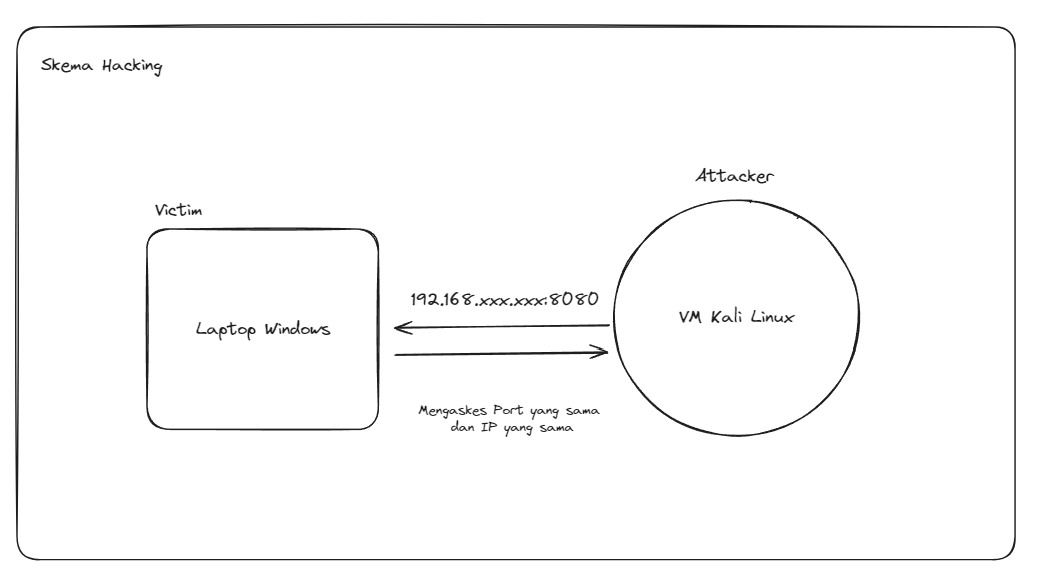 Skema Hacking
Attacker
Victim
192.168.xxx.xxx:8080
Laptop Windows
VM Kali Linux
Mengaskes Port yang sama
dan IP yang sama